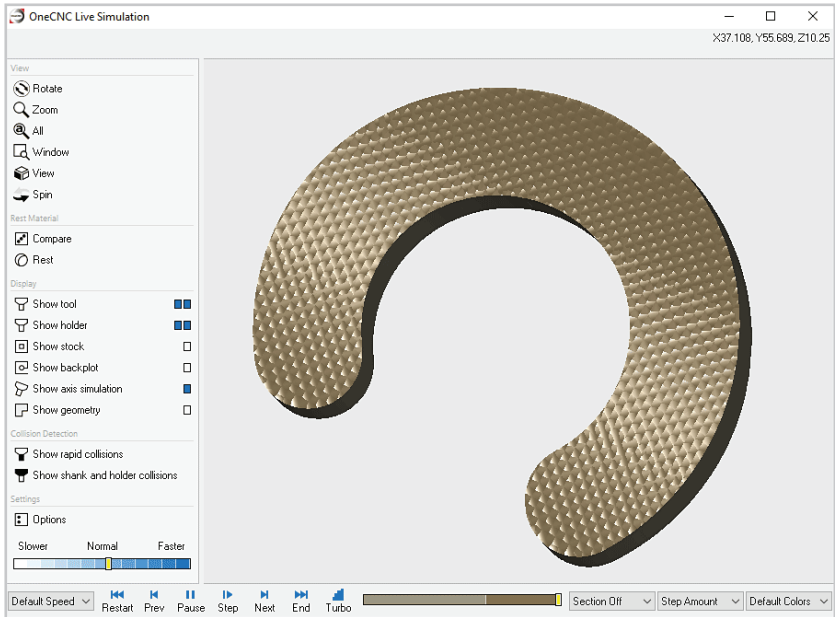 OneCNC Live Simulation
X37.108, Y55.689, Z10.25
View
Rotate
Zoom
All
Window
View
Spin
Rest Material
Compare
Rest
Display
Show tool
Show holder
Show stock
Show backplot
Show axis simulation
Show geometry
Collision Detection
Show rapid collisions
Show shank and holder collisions
Settings
Options
Slower Normal Faster
Default Speed Restart Prev Pause Step Next End Turbo Section Off Step Amount Default Colors